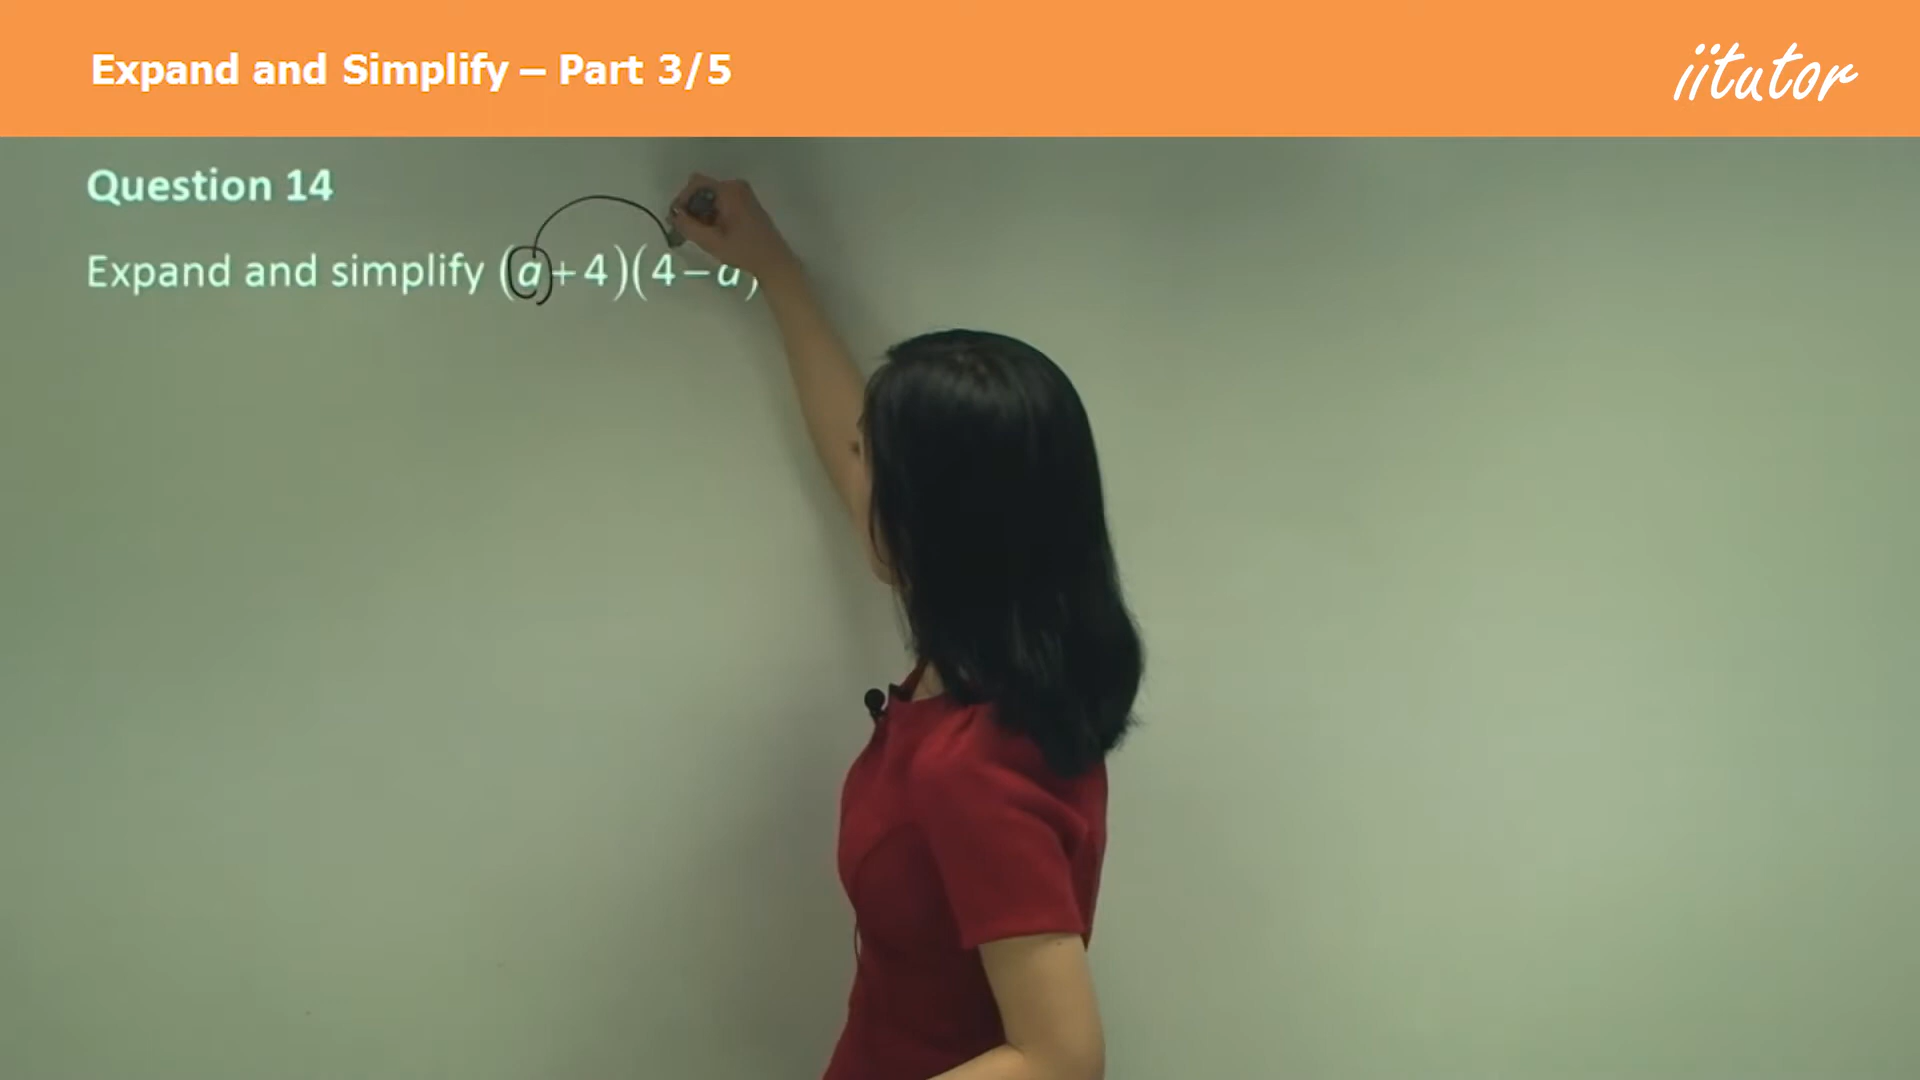 Expand and Simplify – Part 3/5
iitutor
Question 14
Expand and simplify (a+4)(4−a)